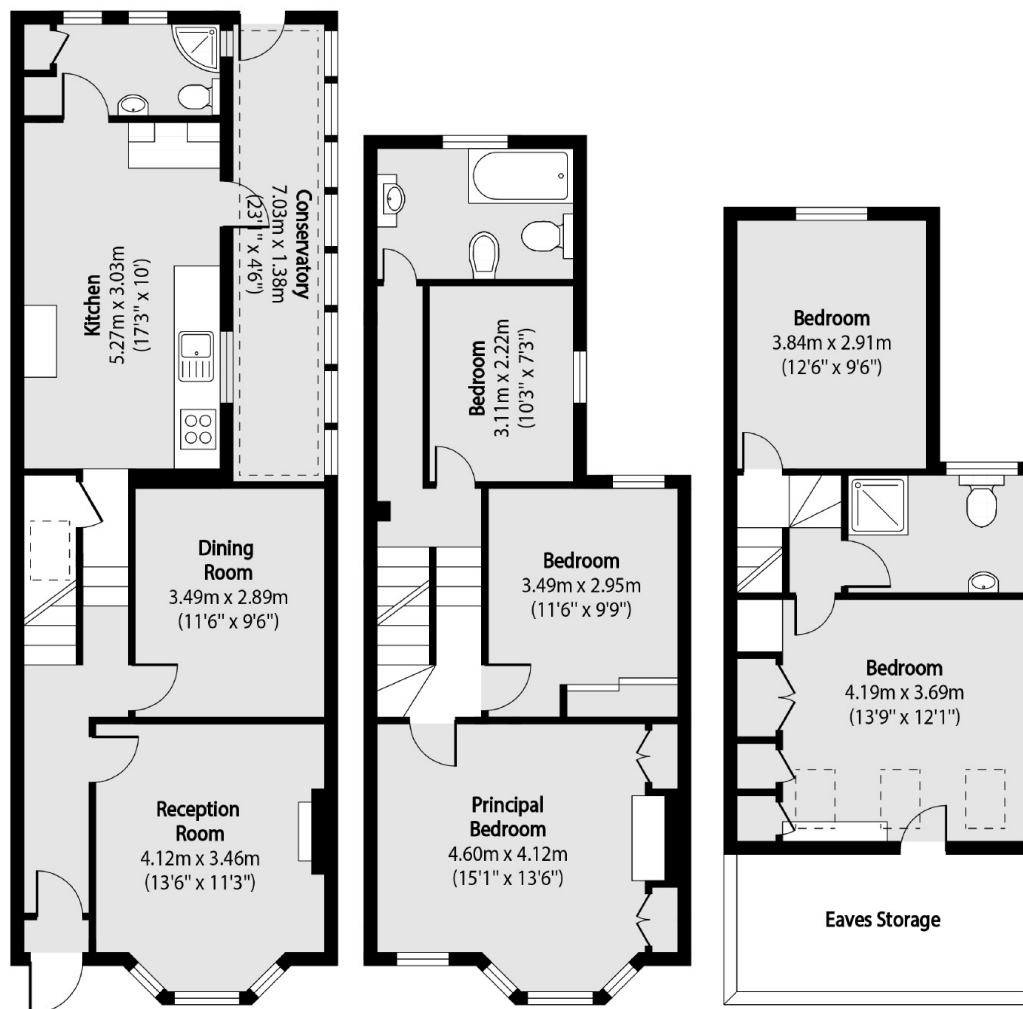 Kitchen
5.27m x 3.03m
(17'3" x 10')
Conservatory
7.03m x 1.38m
(23'1" x 4'6")
Dining
Room
3.49m x 2.89m
(11'6" x 9'6")
Reception
Room
4.12m x 3.46m
(13'6" x 11'3")
Bedroom
3.11m x 2.22m
(10'3" x 7'3")
Bedroom
3.49m x 2.95m
(11'6" x 9'9")
Principal
Bedroom
4.60m x 4.12m
(15'1" x 13'6")
Bedroom
3.84m x 2.91m
(12'6" x 9'6")
Bedroom
4.19m x 3.69m
(13'9" x 12'1")
Eaves Storage